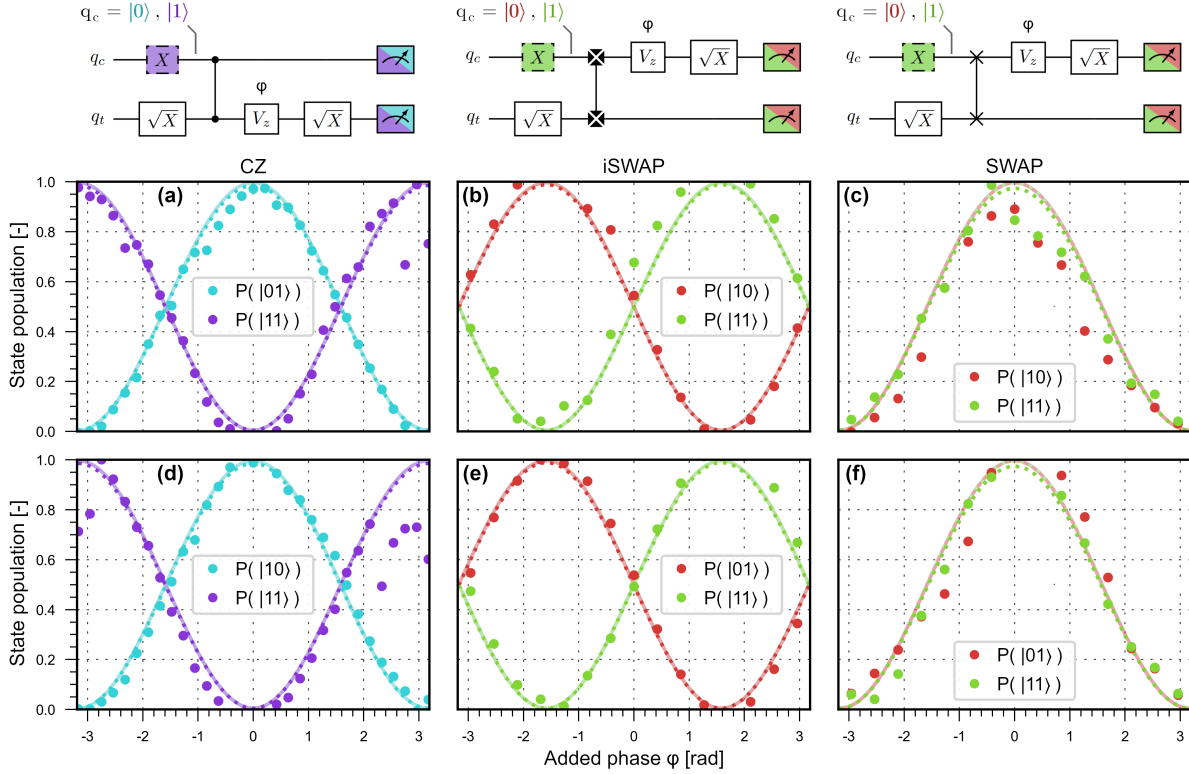 q_c = |0⟩ , |1⟩
q_c = |0⟩ , |1⟩
q_c = |0⟩ , |1⟩
φ
φ
q_c X
q_c X V_z √X
q_c X V_z √X
φ
q_t √X V_z √X
q_t √X
q_t √X
CZ
iSWAP
SWAP
State population [-]
1.0
0.8
0.6
0.4
0.2
0.0
(a)
P( |01⟩ )
P( |11⟩ )
(b)
P( |10⟩ )
P( |11⟩ )
(c)
P( |10⟩ )
P( |11⟩ )
State population [-]
1.0
0.8
0.6
0.4
0.2
0.0
(d)
P( |10⟩ )
P( |11⟩ )
(e)
P( |01⟩ )
P( |11⟩ )
(f)
P( |01⟩ )
P( |11⟩ )
-3 -2 -1 0 1 2 3
-3 -2 -1 0 1 2 3
-3 -2 -1 0 1 2 3
Added phase φ [rad]